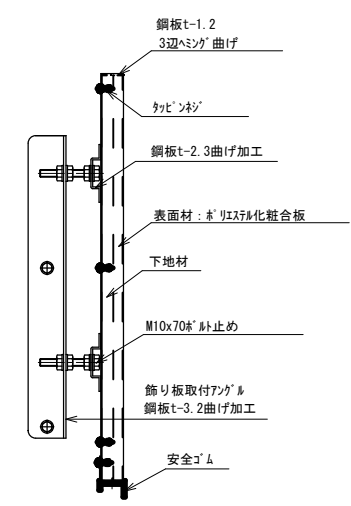 鋼板t-1.2
3辺ﾍﾐﾝｸﾞ曲げ
ﾀｯﾋﾟﾝﾈｼﾞ
鋼板t-2.3曲げ加工
表面材：ﾎﾟﾘｴｽﾃﾙ化粧合板
下地材
M10x70ﾎﾞﾙﾄ止め
飾り板取付ｱﾝｸﾞﾙ
鋼板t-3.2曲げ加工
安全ｺﾞﾑ